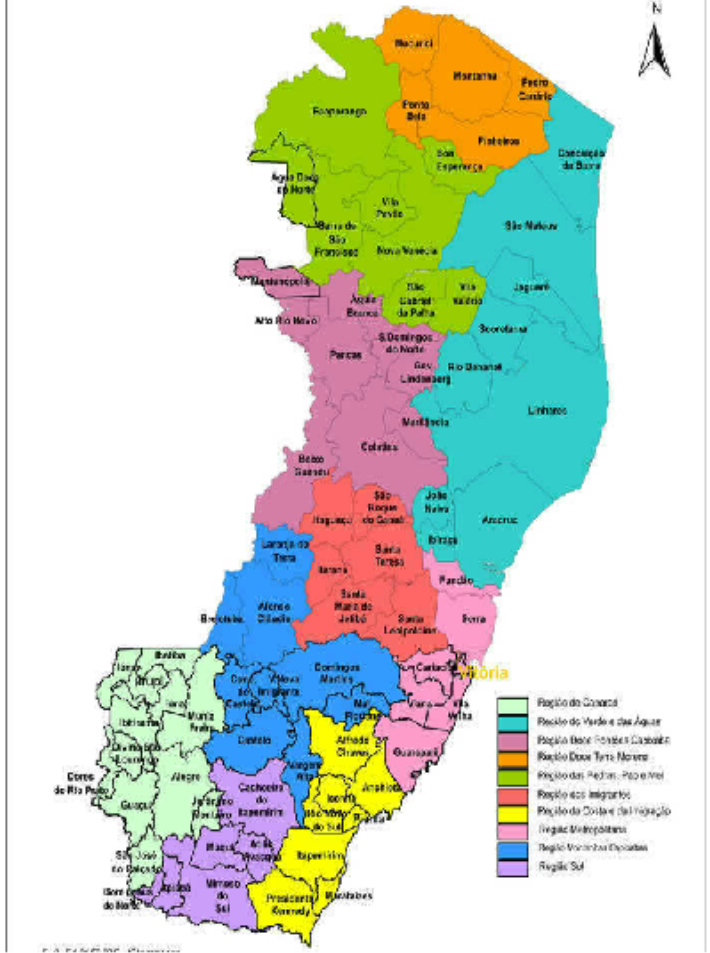 N
Mucurici
Montanha
Pedro
Canário
Ponto
Belo
Pinheiros
Ecoporanga
Boa
Esperança
Conceição
da Barra
Água Doce
do Norte
Vila
Pavão
Barra de
São
Francisco
Nova Venécia
São Mateus
Mantenópolis
Águia
Branca
São
Gabriel
da Palha
Vila
Valério
Jaguaré
Alto Rio Novo
Sooretama
S.Domingos
do Norte
Pancas
Gov.
Lindenberg
Rio Bananal
Linhares
Marilândia
Colatina
Baixo
Guandu
João
Neiva
Aracruz
Itaguaçu
São
Roque
do Canaã
Ibiraçu
Laranja da
Terra
Santa
Teresa
Itarana
Fundão
Brejetuba
Afonso
Cláudio
Santa
Maria de
Jetibá
Santa
Leopoldina
Serra
Ibatiba
Iúna
Irupi
Domingos
Martins
Cariacica
Vitória
Conc.
do
Castelo
V.Nova
Imigrante
Ibitirama
Muniz
Freire
Mal.
Floriano
Viana
Vila
Velha
Castelo
Alfredo
Chaves
Guarapari
Divino São
Lourenço
Vargem
Alta
Dores
do Rio Preto
Alegre
Cachoeiro
do
Itapemirim
Anchieta
Guaçuí
Jerônimo
Monteiro
Iconha
Rio Novo
do Sul
Muqui
Atílio
Vivacqua
Itapemirim
São José
do Calçado
Bom Jesus
do Norte
Apiacá
Mimoso
do
Sul
Presidente
Kennedy
Marataízes
Região do Caparaó
Região do Verde e das Águas
Região Doce Pontões Capixaba
Região Doce Terra Morena
Região das Pedras, Pão e Mel
Região dos Imigrantes
Região da Costa e da Imigração
Região Metropolitana
Região Montanhas Capixabas
Região Sul